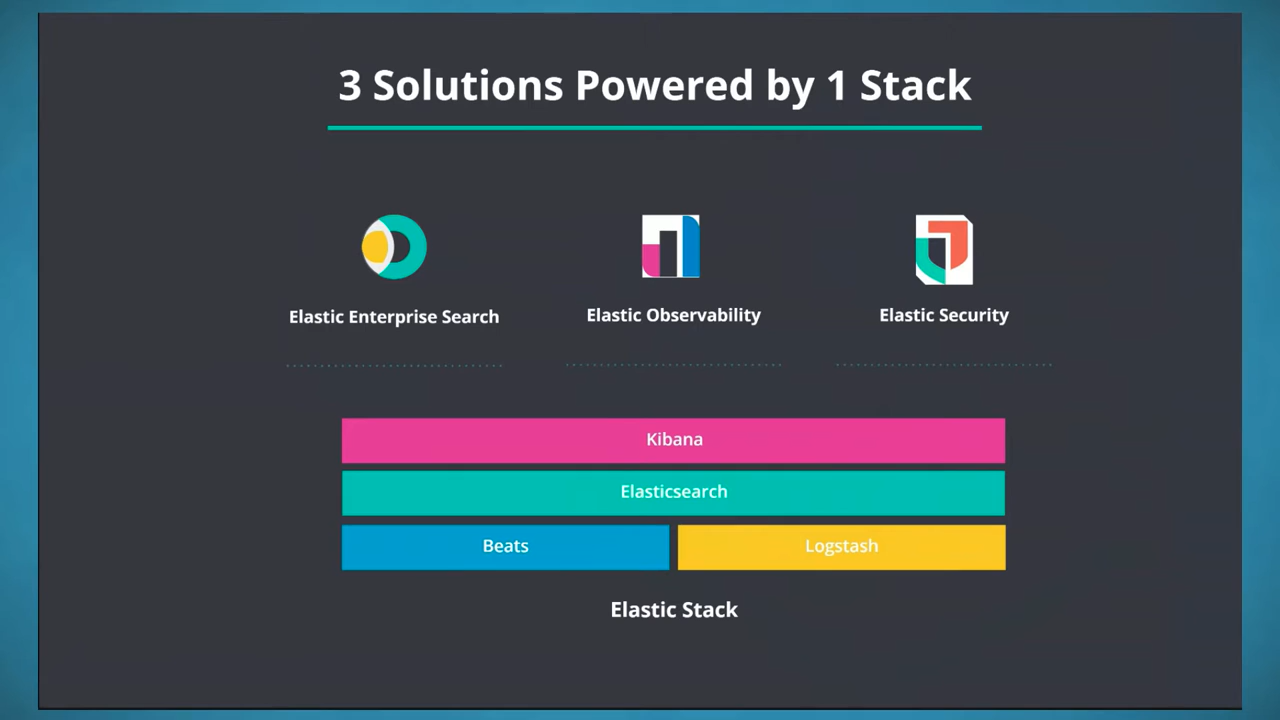 3 Solutions Powered by 1 Stack
Elastic Enterprise Search
Elastic Observability
Elastic Security
Kibana
Elasticsearch
Beats
Logstash
Elastic Stack